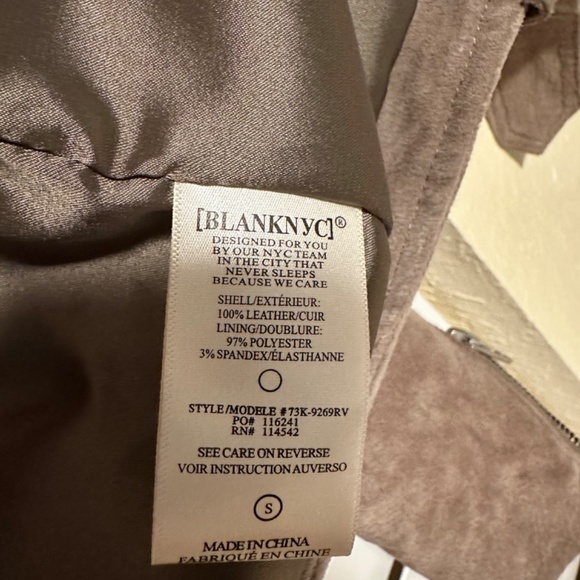 [BLANKNYC]®
DESIGNED FOR YOU
BY OUR NYC TEAM
IN THE CITY THAT
NEVER SLEEPS
BECAUSE WE CARE
SHELL/EXTÉRIEUR:
100% LEATHER/CUIR
LINING/DOUBLURE:
97% POLYESTER
3% SPANDEX/ÉLASTHANNE
STYLE/MODELE #73K-9269RV
PO# 116241
RN# 114542
SEE CARE ON REVERSE
VOIR INSTRUCTION AUVERSO
S
MADE IN CHINA
FABRIQUÉ EN CHINE